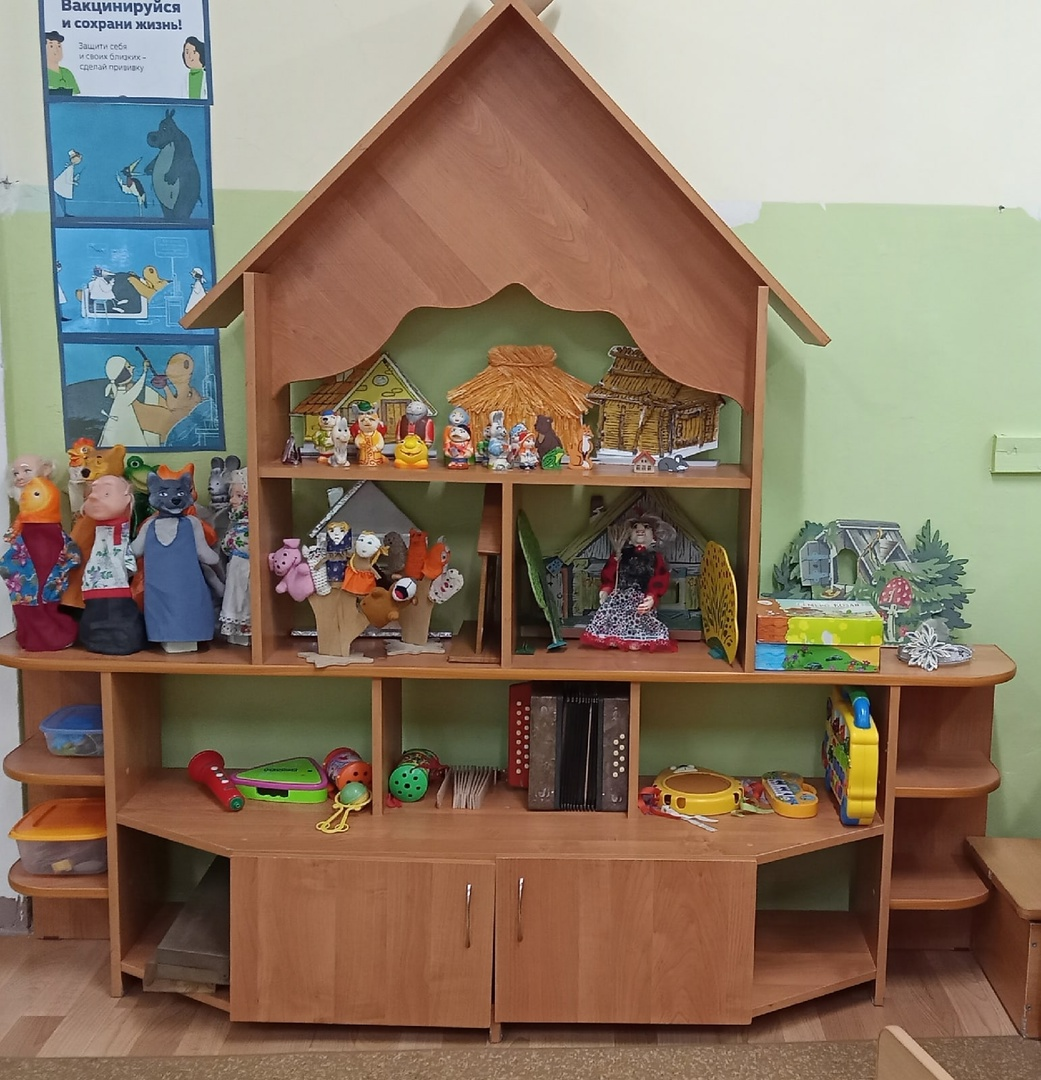 Вакцинируйся
и сохрани жизнь!
Защити себя
и своих близких –
сделай прививку